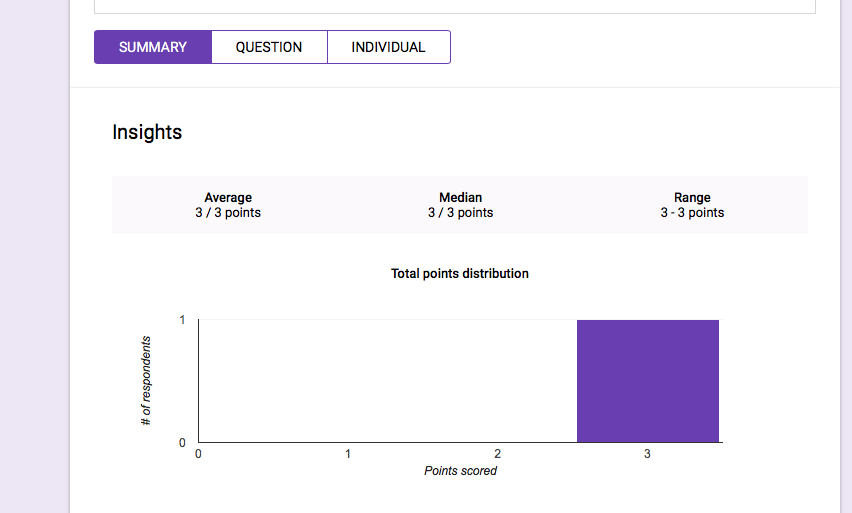 SUMMARY QUESTION INDIVIDUAL
Insights
Average Median Range
3 / 3 points 3 / 3 points 3 - 3 points
Total points distribution
# of respondents
1
0
0 1 2 3
Points scored